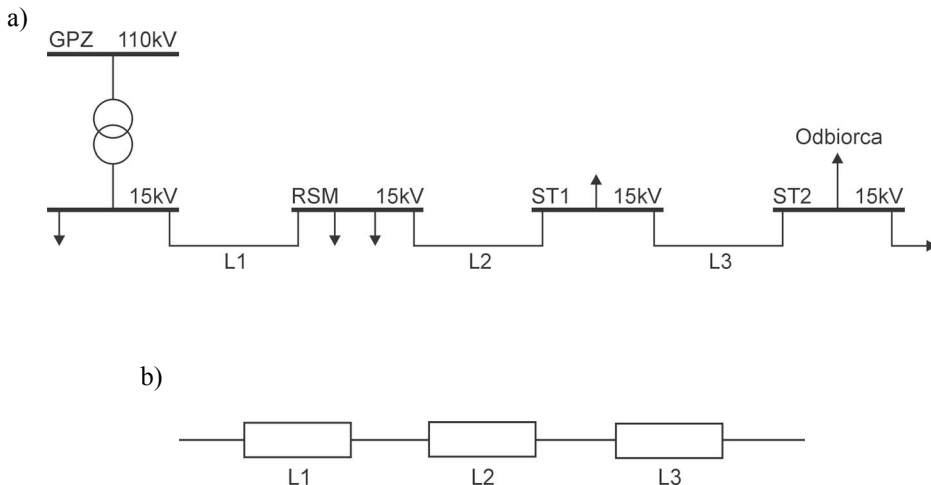 a)
GPZ 110kV
Odbiorca
15kV RSM 15kV ST1 15kV ST2 15kV
L1 L2 L3
b)
L1 L2 L3